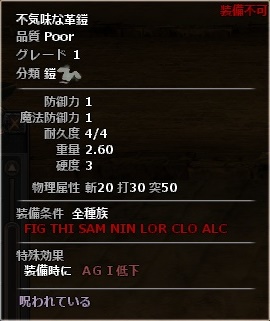 装備不可
不気味な革鎧
品質 Poor
グレード 1
分類 鎧
防御力 1
魔法防御力 1
耐久度 4/4
重量 2.60
硬度 3
物理属性 斬20 打30 突50
装備条件 全種族
FIG THI SAM NIN LOR CLO ALC
特殊効果
装備時に AGI低下
呪われている